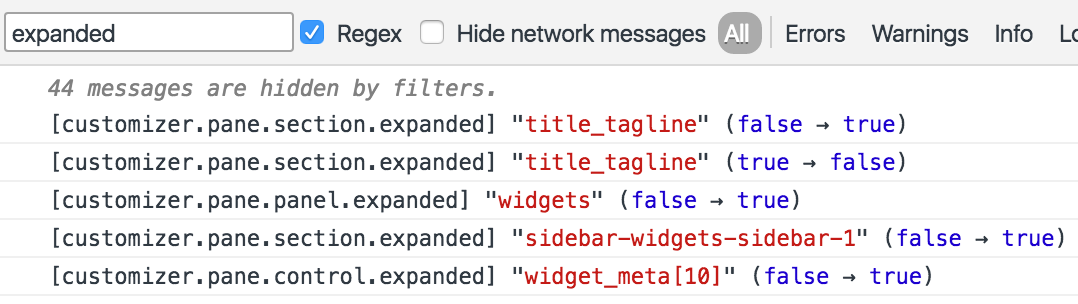 expanded Regex Hide network messages All Errors Warnings Info
44 messages are hidden by filters.
[customizer.pane.section.expanded] "title_tagline" (false → true)
[customizer.pane.section.expanded] "title_tagline" (true → false)
[customizer.pane.panel.expanded] "widgets" (false → true)
[customizer.pane.section.expanded] "sidebar-widgets-sidebar-1" (false → true)
[customizer.pane.control.expanded] "widget_meta[10]" (false → true)